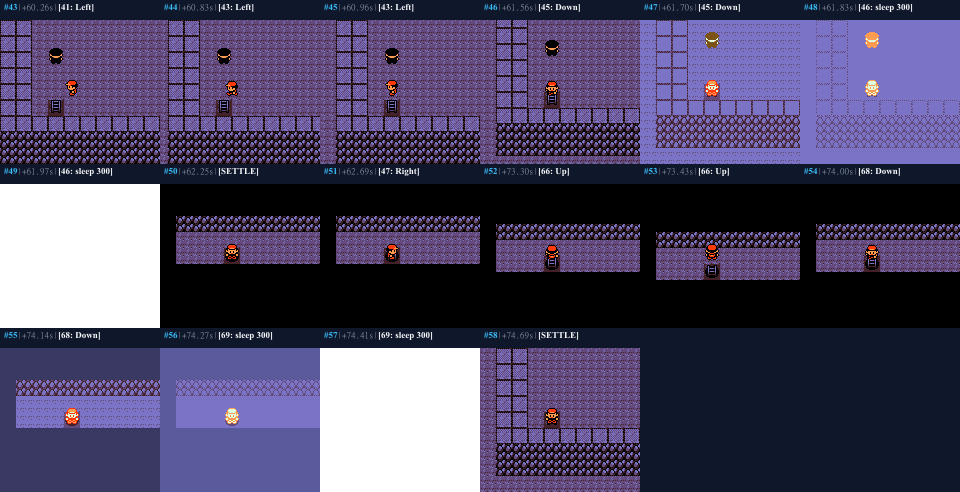 #43|+60.26s| [41: Left]
#44|+60.83s| [43: Left]
#45|+60.96s| [43: Left]
#46|+61.56s| [45: Down]
#47|+61.70s| [45: Down]
#48|+61.83s| [46: sleep 300]
#49|+61.97s| [46: sleep 300]
#50|+62.25s| [SETTLE]
#51|+62.69s| [47: Right]
#52|+73.30s| [66: Up]
#53|+73.43s| [66: Up]
#54|+74.00s| [68: Down]
#55|+74.14s| [68: Down]
#56|+74.27s| [69: sleep 300]
#57|+74.41s| [69: sleep 300]
#58|+74.69s| [SETTLE]